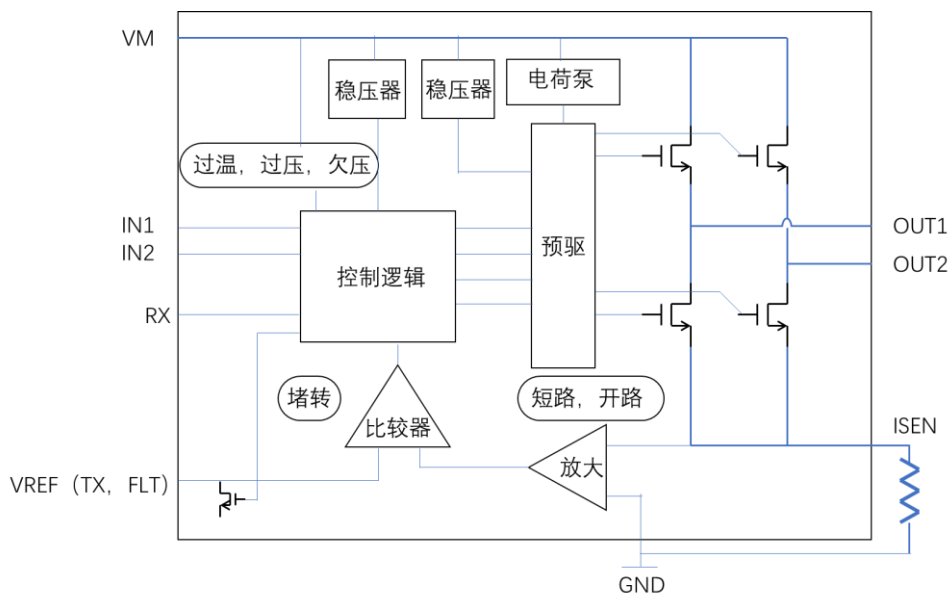 VM
稳压器
稳压器
电荷泵
过温，过压，欠压
IN1
IN2
控制逻辑
预驱
OUT1
OUT2
RX
堵转
比较器
短路，开路
放大
ISEN
VREF（TX，FLT）
GND